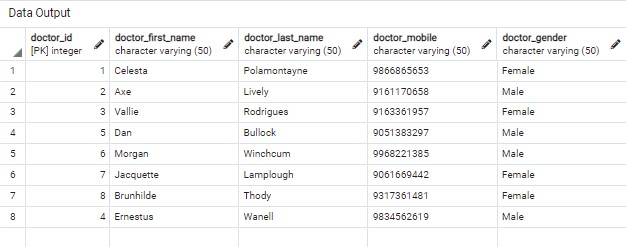 Data Output
doctor_id doctor_first_name doctor_last_name doctor_mobile doctor_gender
[PK] integer character varying (50) character varying (50) character varying (50) character varying (50)
1 1 Celesta Polamontayne 9866865653 Female
2 2 Axe Lively 9161170658 Male
3 3 Vallie Rodrigues 9163361957 Female
4 5 Dan Bullock 9051383297 Male
5 6 Morgan Winchcum 9968221385 Male
6 7 Jacquette Lamplough 9061669442 Female
7 8 Brunhilde Thody 9317361481 Female
8 4 Ernestus Wanell 9834562619 Male